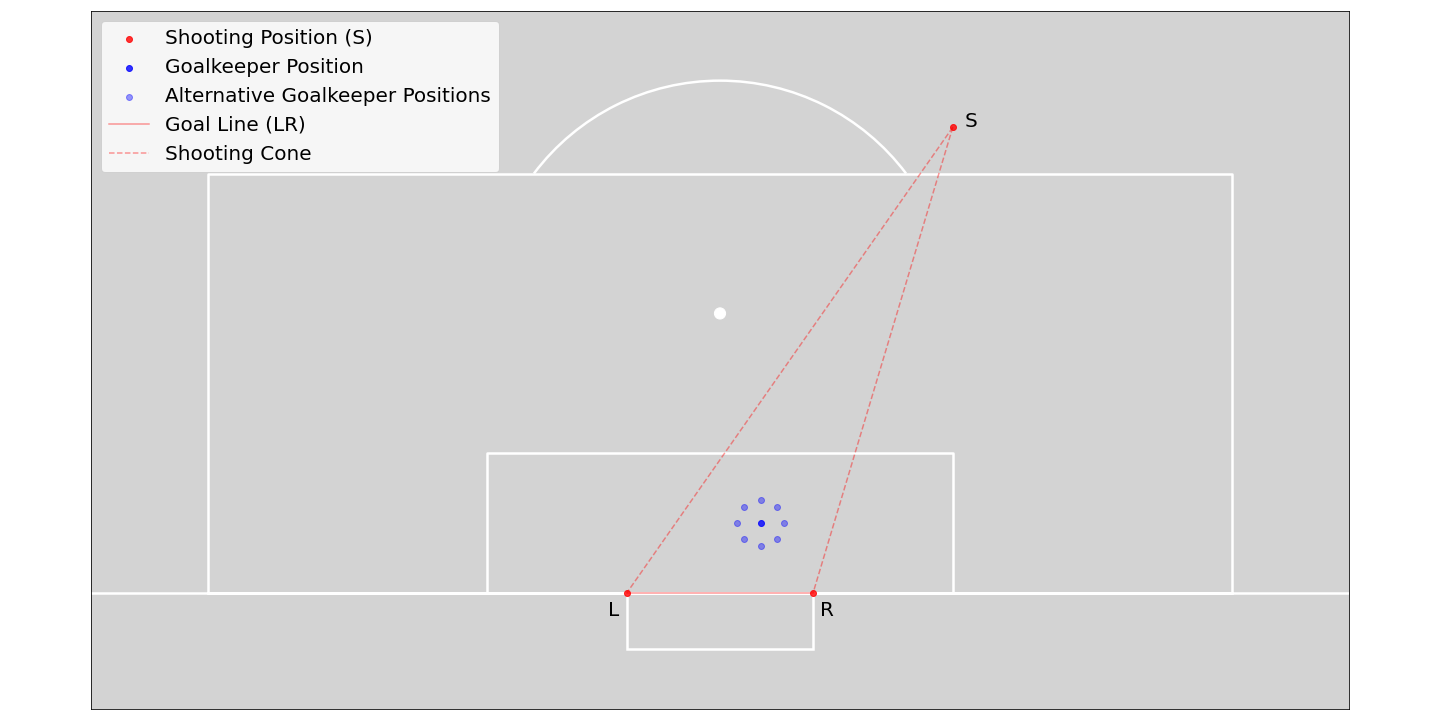 Shooting Position (S)
Goalkeeper Position
Alternative Goalkeeper Positions
Goal Line (LR)
Shooting Cone
S
L
R